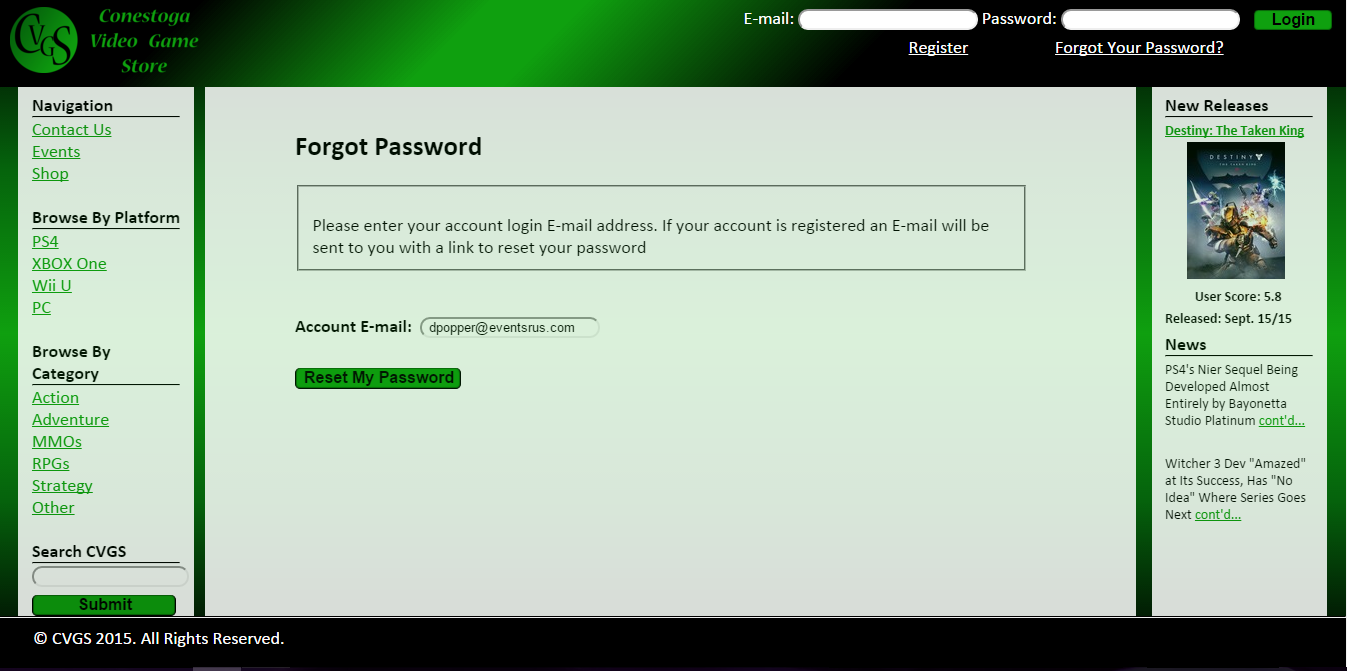 CVGS
Conestoga
Video Game
Store
E-mail: Password: Login
Register Forgot Your Password?
Navigation
Contact Us
Events
Shop
Browse By Platform
PS4
XBOX One
Wii U
PC
Browse By
Category
Action
Adventure
MMOs
RPGs
Strategy
Other
Search CVGS
Submit
Forgot Password
Please enter your account login E-mail address. If your account is registered an E-mail will be
sent to you with a link to reset your password
Account E-mail: dpopper@eventsrus.com
Reset My Password
New Releases
Destiny: The Taken King
DESTINY
THE TAKEN KING
User Score: 5.8
Released: Sept. 15/15
News
PS4's Nier Sequel Being
Developed Almost
Entirely by Bayonetta
Studio Platinum cont'd...
Witcher 3 Dev "Amazed"
at Its Success, Has "No
Idea" Where Series Goes
Next cont'd...
© CVGS 2015. All Rights Reserved.